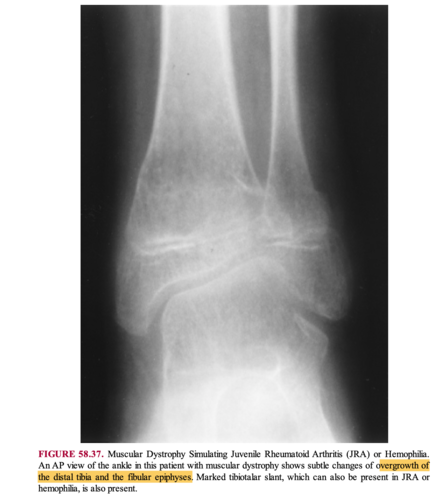 FIGURE 58.37. Muscular Dystrophy Simulating Juvenile Rheumatoid Arthritis (JRA) or Hemophilia.
An AP view of the ankle in this patient with muscular dystrophy shows subtle changes of overgrowth of
the distal tibia and the fibular epiphyses. Marked tibiotalar slant, which can also be present in JRA or
hemophilia, is also present.